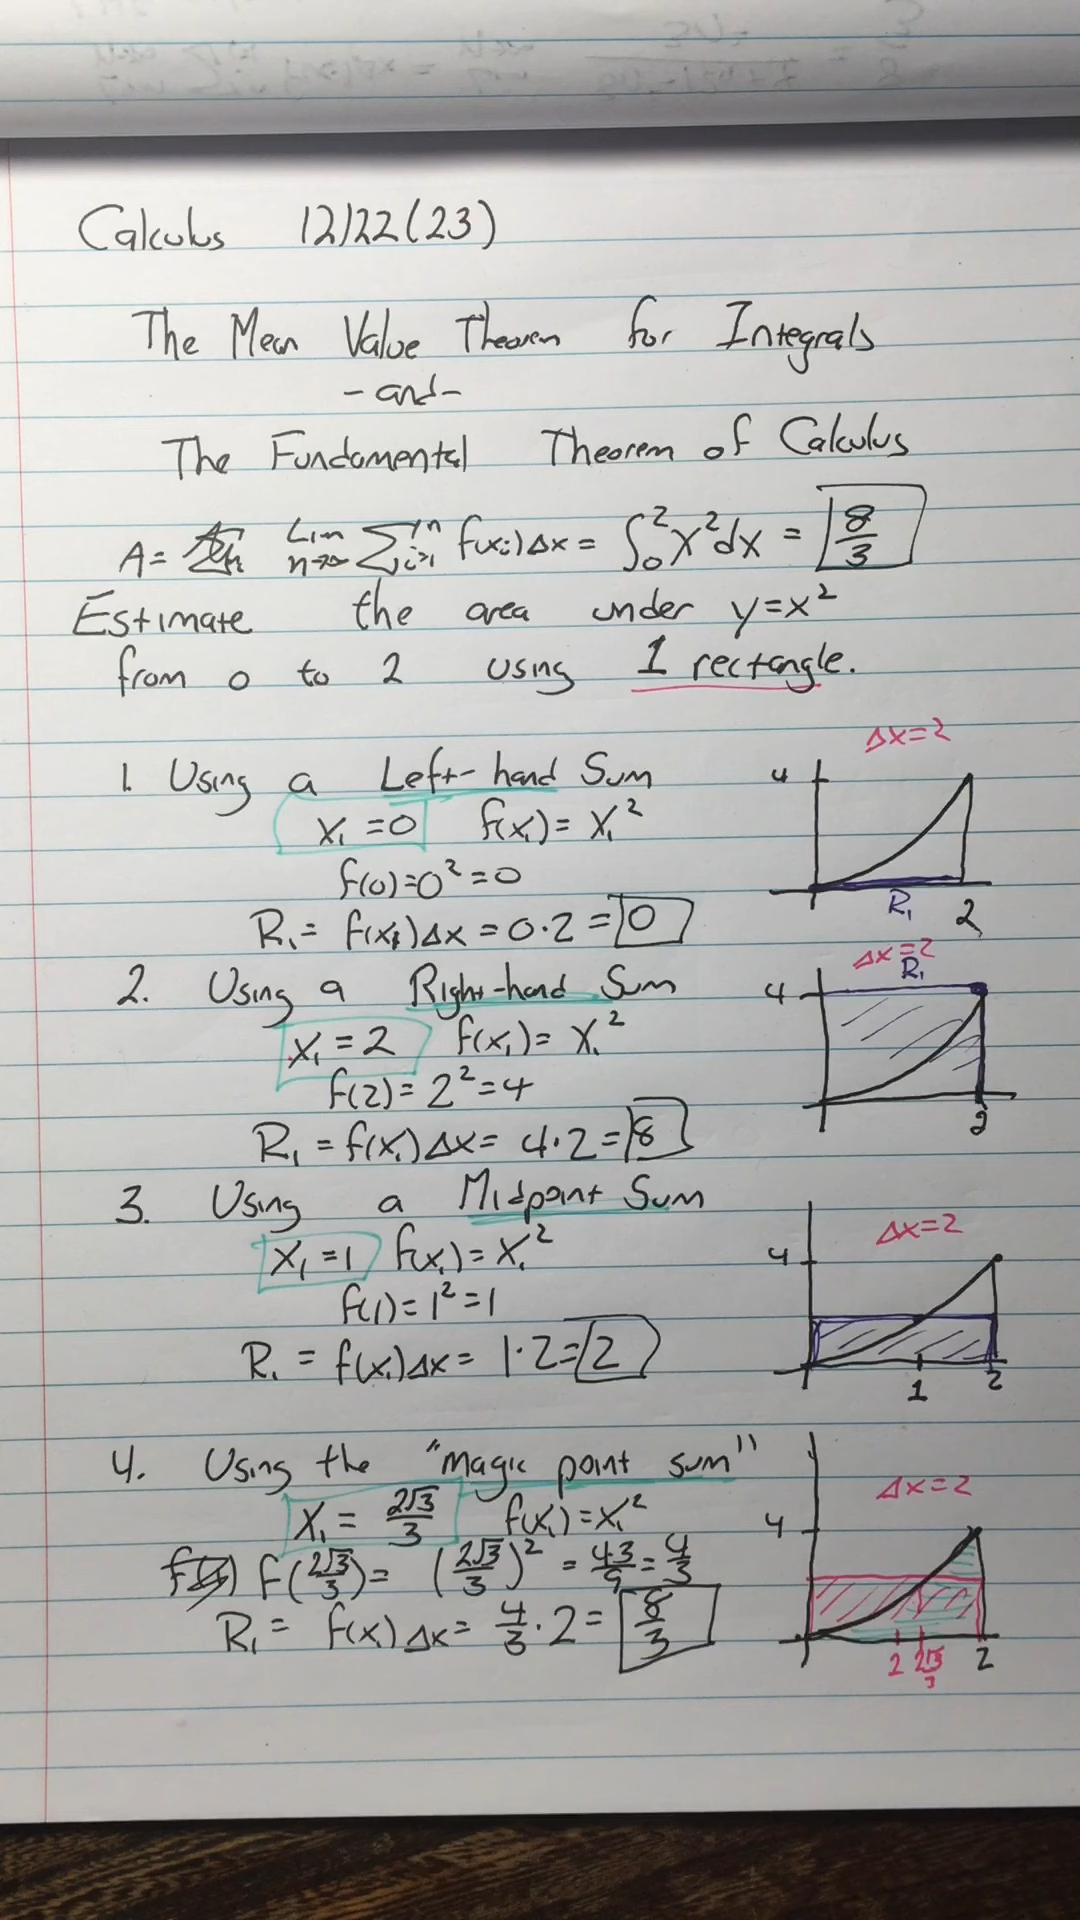 Calculus 12/22(23)
The Mean Value Theorem for Integrals
-and-
The Fundamental Theorem of Calculus
A= Lim n→∞ ∑ⁿᵢ₌₁ f(xᵢ)Δx = ∫₀² x²dx = 8/3
Estimate the area under y=x²
from 0 to 2 using 1 rectangle.
Δx=2
1. Using a Left-hand Sum
4
x₁=0 f(x₁)=x₁²
f(0)=0²=0
R₁ 2
R₁= f(x₁)Δx = 0·2 = 0
Δx=2
R₁
2. Using a Right-hand Sum
4
x₁=2 f(x₁)=x₁²
f(2)=2²=4
2
R₁=f(x₁)Δx= 4·2=8
3. Using a Midpoint Sum
Δx=2
4
x₁=1 f(x₁)=x₁²
f(1)=1²=1
R₁ = f(x₁)Δx= 1·2=2
1 2
4. Using the "magic point sum"
Δx=2
4
x₁= 2√3/3 f(x₁)=x₁²
f(2√3/3)= (2√3/3)² = 4·3/9 = 4/3
R₁= f(x₁)Δx= 4/3·2= 8/3
2 2√3/3 2